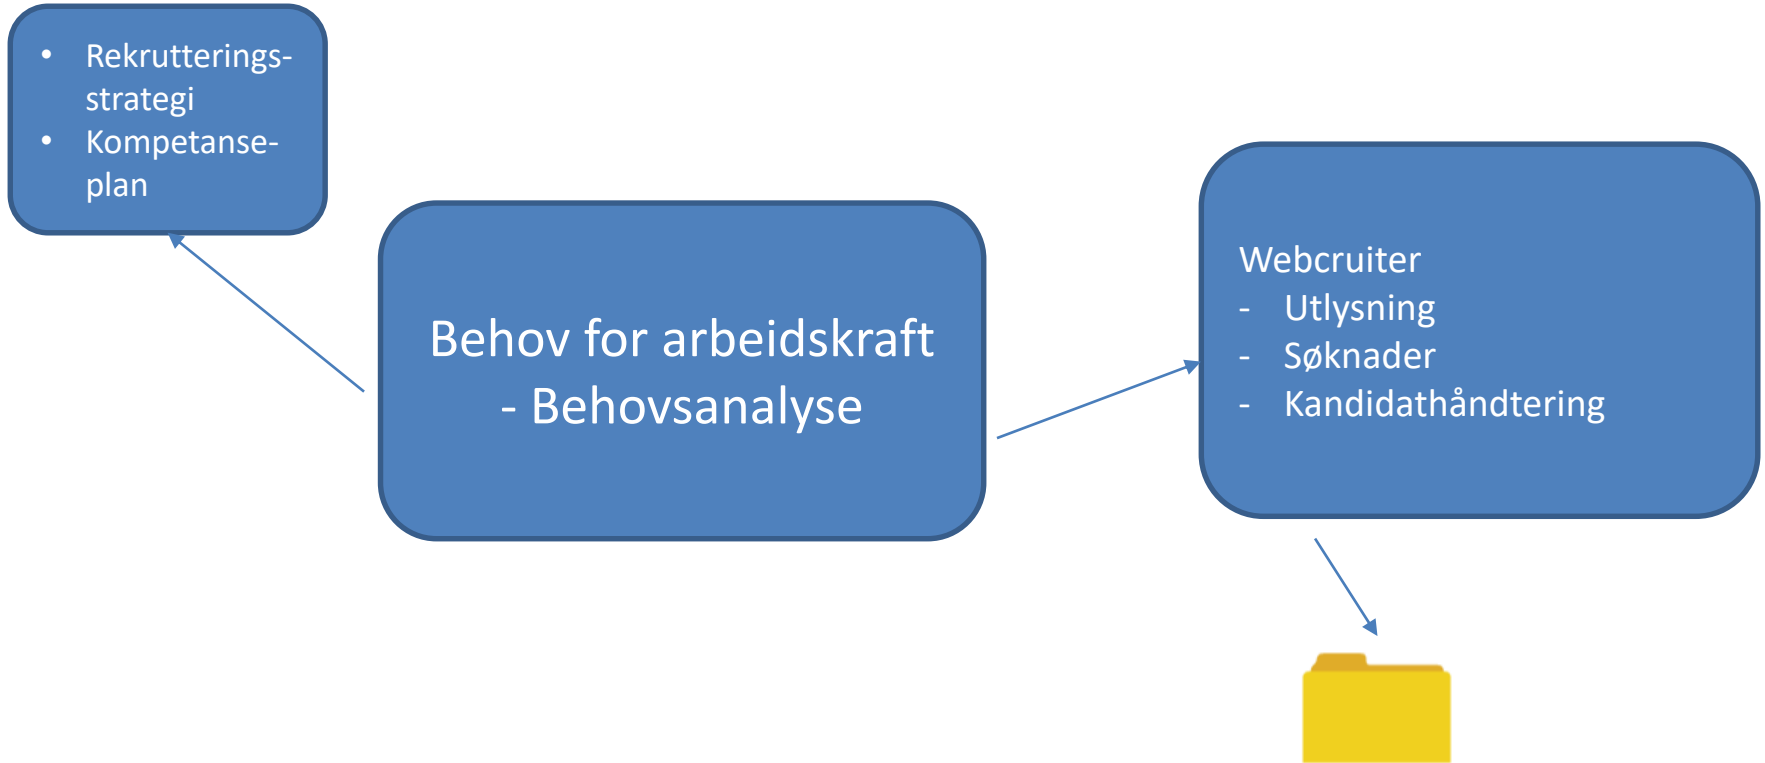 • Rekrutterings-
strategi
• Kompetanse-
plan
Behov for arbeidskraft
- Behovsanalyse
Webcruiter
- Utlysning
- Søknader
- Kandidathåndtering